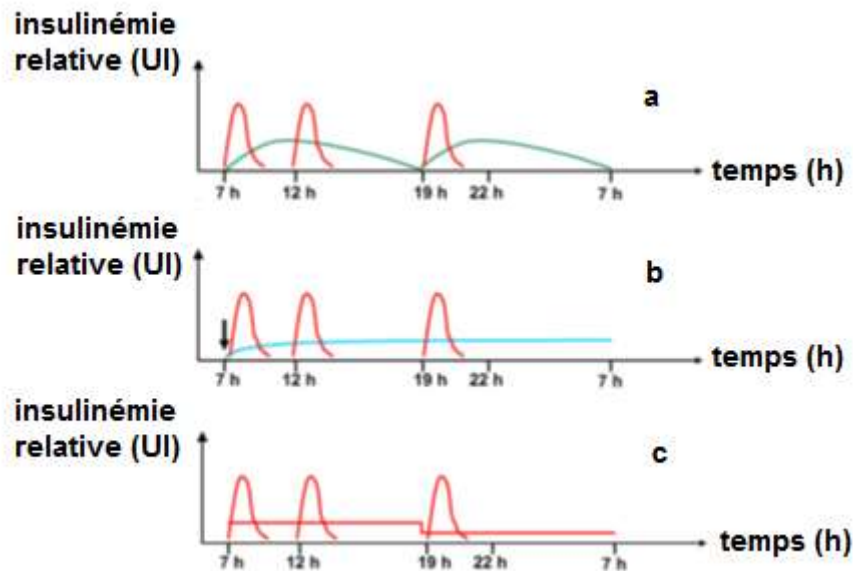 insulinémie
relative (UI)
a
temps (h)
7 h 12 h 19 h 22 h 7 h
insulinémie
relative (UI)
b
temps (h)
7 h 12 h 19 h 22 h 7 h
insulinémie
relative (UI)
c
temps (h)
7 h 12 h 19 h 22 h 7 h